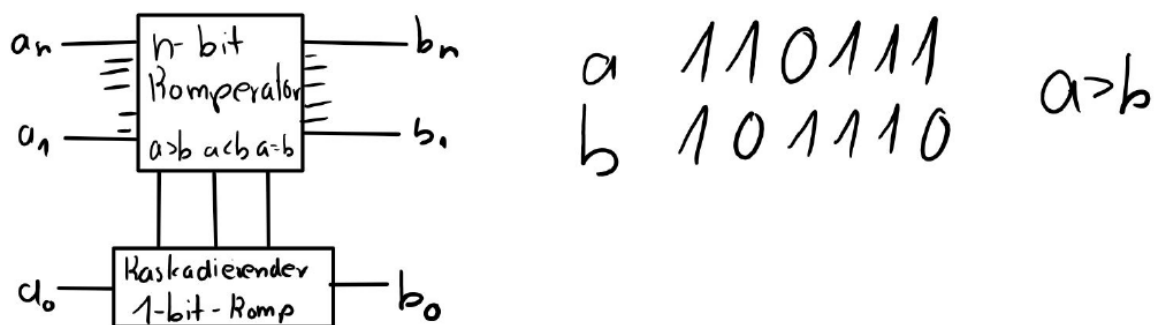 an
n-bit
Komperator
bn
a1
a>b a<b a=b
b1
a0
Kaskadierender
1-bit-Komp
b0
a 110111
b 101110
a>b